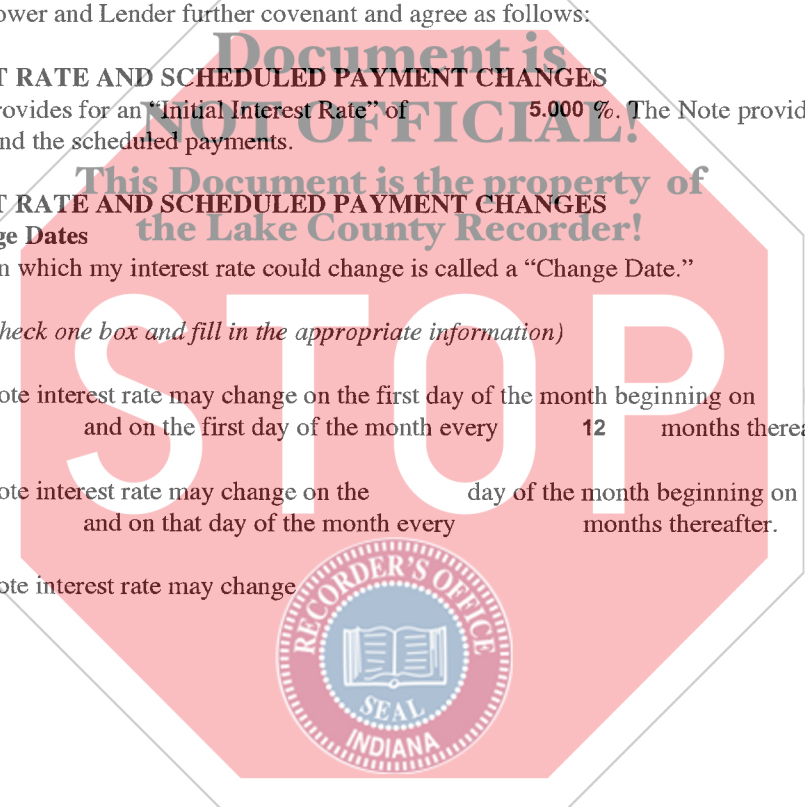 ower and Lender further covenant and agree as follows:
Document is
T RATE AND SCHEDULED PAYMENT CHANGES
rovides for an “Initial Interest Rate” of 5.000 %. The Note provid
NOT OFFICIAL!
nd the scheduled payments.
This Document is the property of
T RATE AND SCHEDULED PAYMENT CHANGES
the Lake County Recorder!
ge Dates
n which my interest rate could change is called a “Change Date.”
heck one box and fill in the appropriate information)
STOP
ote interest rate may change on the first day of the month beginning on
and on the first day of the month every 12 months therea
ote interest rate may change on the day of the month beginning on
and on that day of the month every months thereafter.
ote interest rate may change
RECORDER'S OFFICE
SEAL
INDIANA